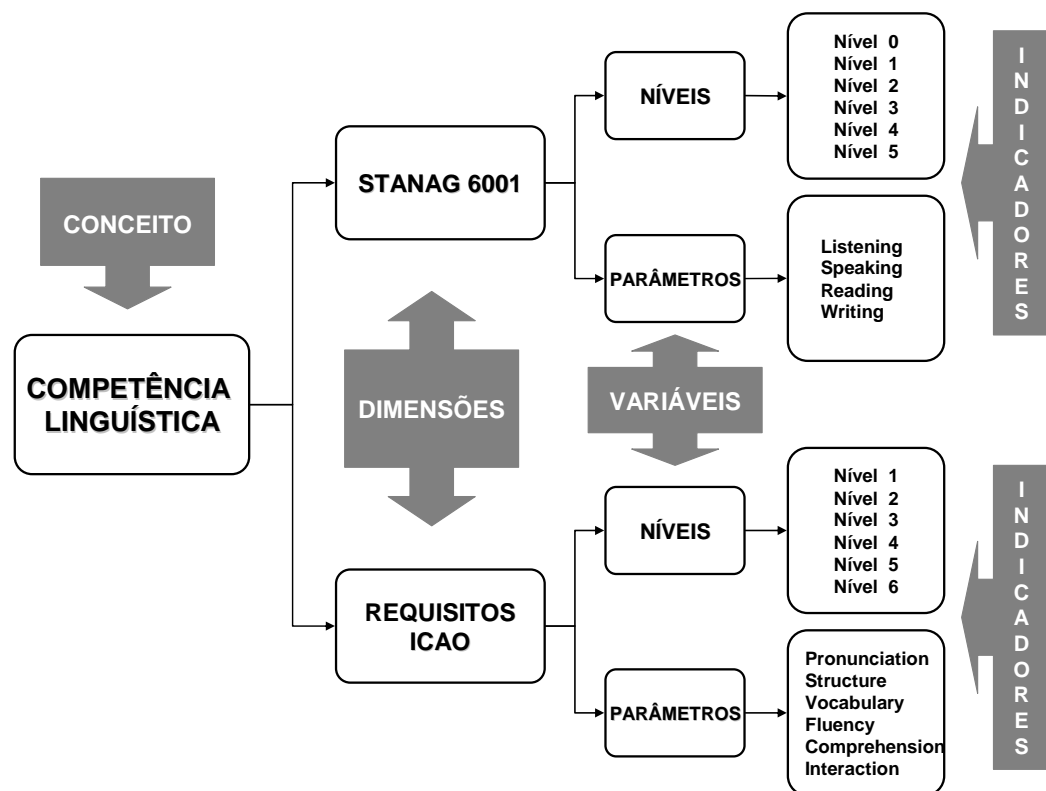 CONCEITO
COMPETÊNCIA
LINGUÍSTICA
DIMENSÕES
STANAG 6001
NÍVEIS
Nível 0
Nível 1
Nível 2
Nível 3
Nível 4
Nível 5
PARÂMETROS
Listening
Speaking
Reading
Writing
INDICADORES
VARIÁVEIS
REQUISITOS
ICAO
NÍVEIS
Nível 1
Nível 2
Nível 3
Nível 4
Nível 5
Nível 6
PARÂMETROS
Pronunciation
Structure
Vocabulary
Fluency
Comprehension
Interaction
INDICADORES